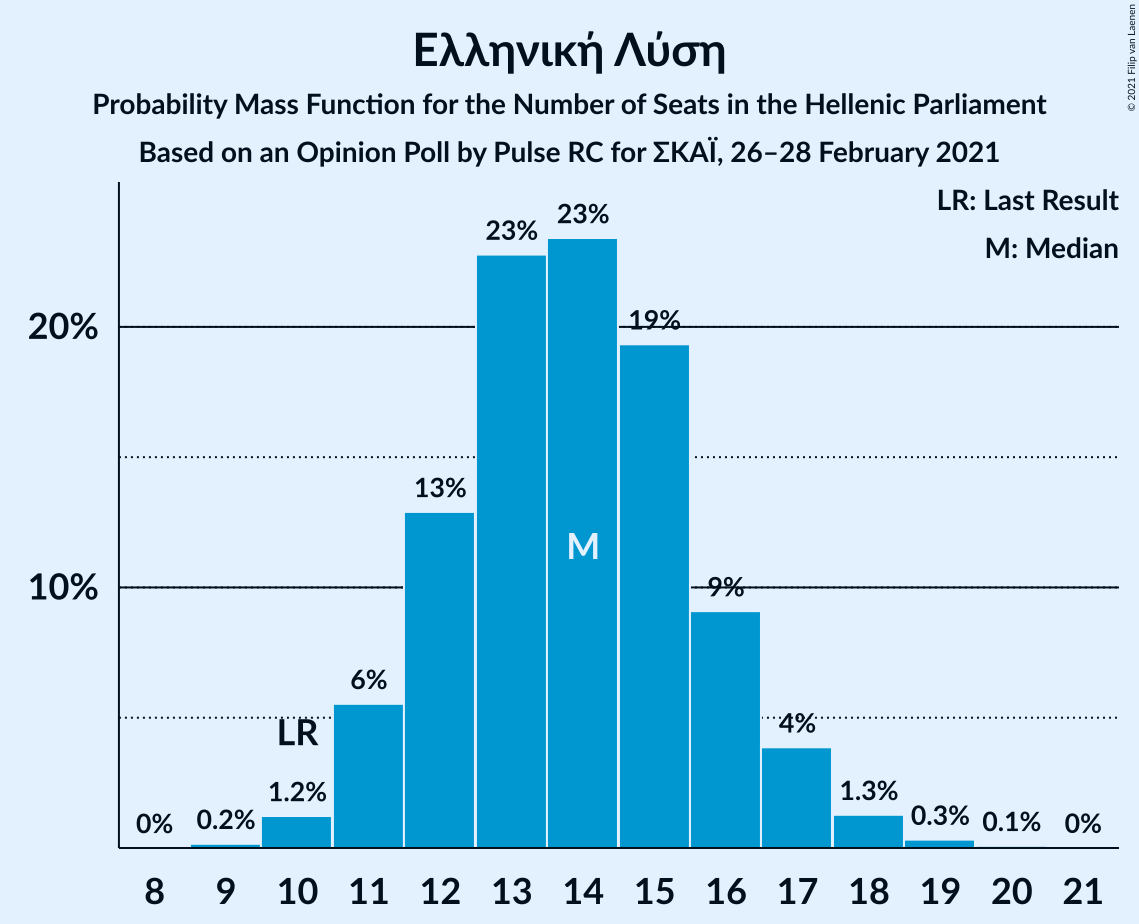 Ελληνική Λύση
Probability Mass Function for the Number of Seats in the Hellenic Parliament
Based on an Opinion Poll by Pulse RC for ΣΚΑΪ, 26–28 February 2021
© 2021 Filip van Laenen
LR: Last Result
M: Median
20%
10%
0%
0.2%
1.2%
LR
6%
13%
23%
23%
M
19%
9%
4%
1.3%
0.3%
0.1%
0%
8 9 10 11 12 13 14 15 16 17 18 19 20 21